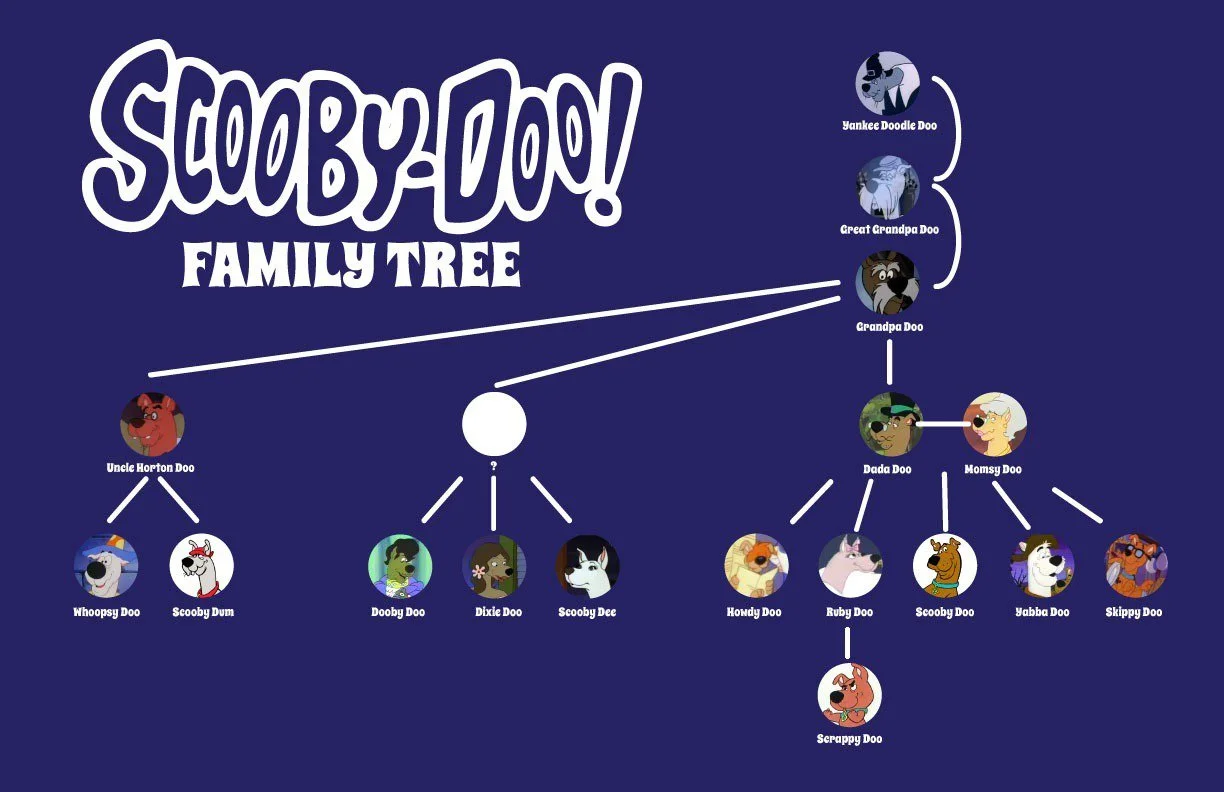 SCOOBY-DOO!
FAMILY TREE
Yankee Doodle Doo
Great Grandpa Doo
Grandpa Doo
Uncle Horton Doo
?
Dada Doo
Momsy Doo
Whoopsy Doo
Scooby Dum
Dooby Doo
Dixie Doo
Scooby Dee
Howdy Doo
Ruby Doo
Scooby Doo
Yabba Doo
Skippy Doo
Scrappy Doo